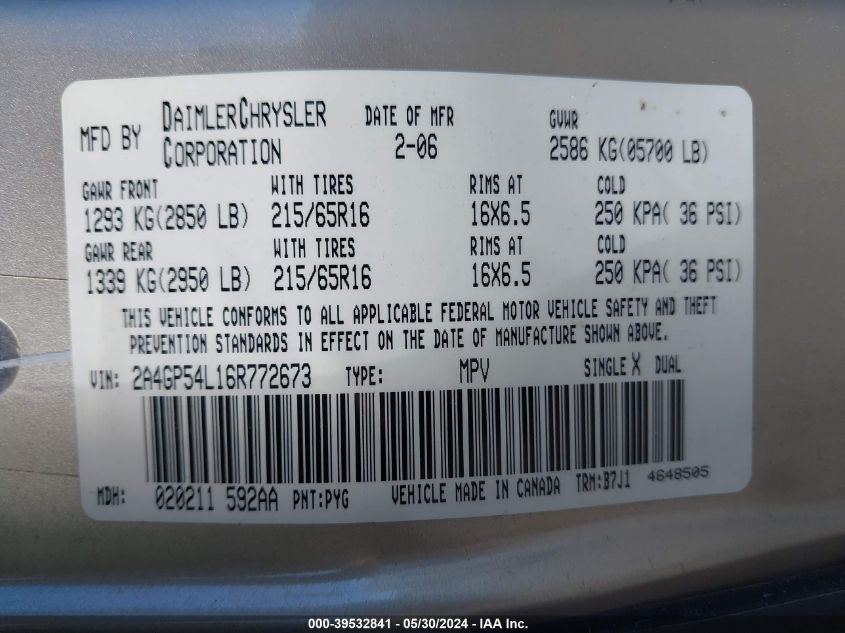 MFD BY DAIMLERCHRYSLER CORPORATION DATE OF MFR 2-06 GVWR 2586 KG(05700 LB)
GAWR FRONT WITH TIRES RIMS AT COLD
1293 KG(2850 LB) 215/65R16 16X6.5 250 KPA( 36 PSI)
GAWR REAR WITH TIRES RIMS AT COLD
1339 KG(2950 LB) 215/65R16 16X6.5 250 KPA( 36 PSI)
THIS VEHICLE CONFORMS TO ALL APPLICABLE FEDERAL MOTOR VEHICLE SAFETY AND THEFT
PREVENTION STANDARDS IN EFFECT ON THE DATE OF MANUFACTURE SHOWN ABOVE.
VIN: 2A4GP54L16R772673 TYPE: MPV SINGLE X DUAL
MDH: 020211 592AA PNT:PYG VEHICLE MADE IN CANADA TRM:B7J1 4648505
000-39532841 / 05/30/2024 - IAA Inc.